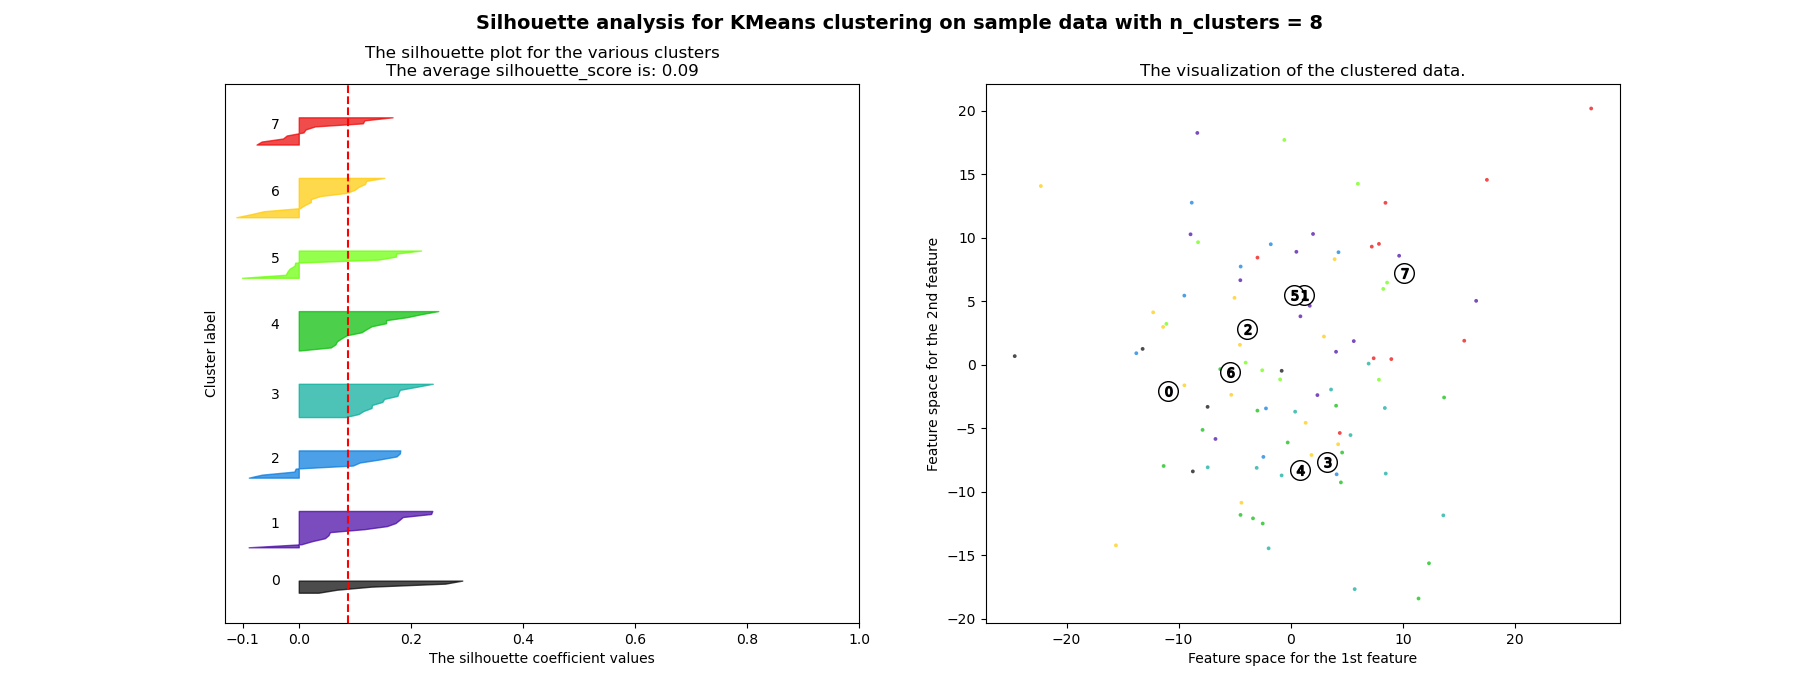 Silhouette analysis for KMeans clustering on sample data with n_clusters = 8
The silhouette plot for the various clusters
The average silhouette_score is: 0.09
7
6
5
4
3
2
1
0
Cluster label
−0.1 0.0 0.2 0.4 0.6 0.8 1.0
The silhouette coefficient values
The visualization of the clustered data.
20
15
10
5
0
−5
−10
−15
−20
Feature space for the 2nd feature
7
5 1
2
6
0
3
4
−20 −10 0 10 20
Feature space for the 1st feature